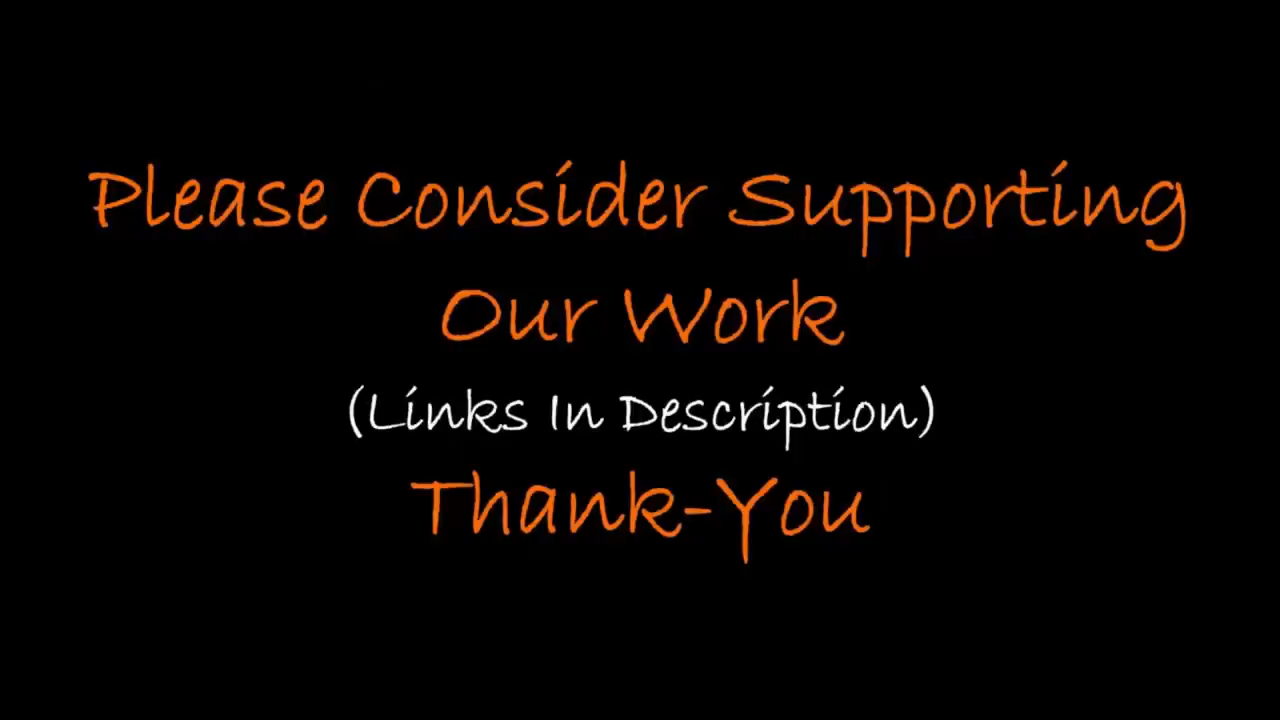 Please Consider Supporting
Our Work
(Links In Description)
Thank-You